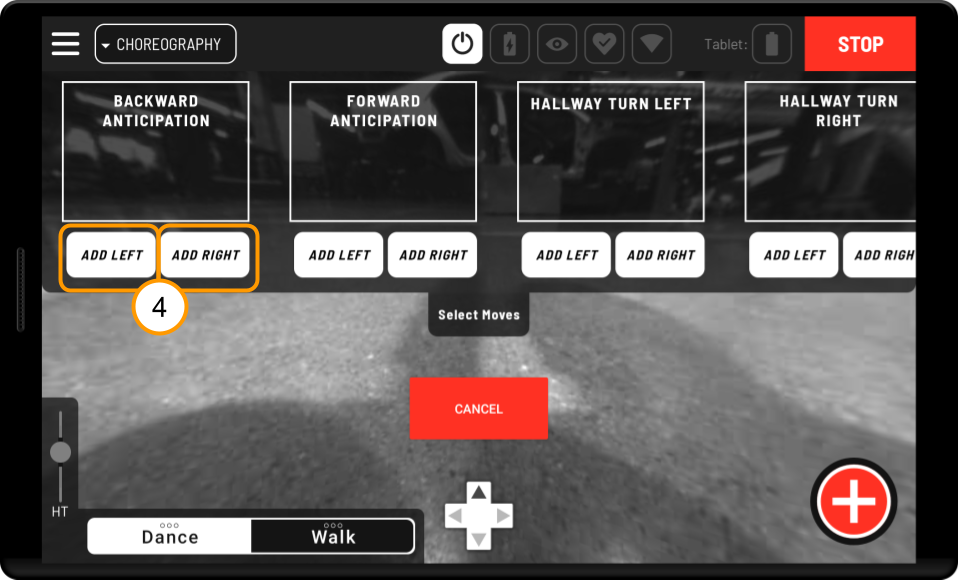 CHOREOGRAPHY
Tablet:
STOP
BACKWARD
ANTICIPATION
FORWARD
ANTICIPATION
HALLWAY TURN LEFT
HALLWAY TURN
RIGHT
ADD LEFT
ADD RIGHT
ADD LEFT
ADD RIGHT
ADD LEFT
ADD RIGHT
ADD LEFT
ADD RIGH
4
Select Moves
CANCEL
HT
Dance
Walk